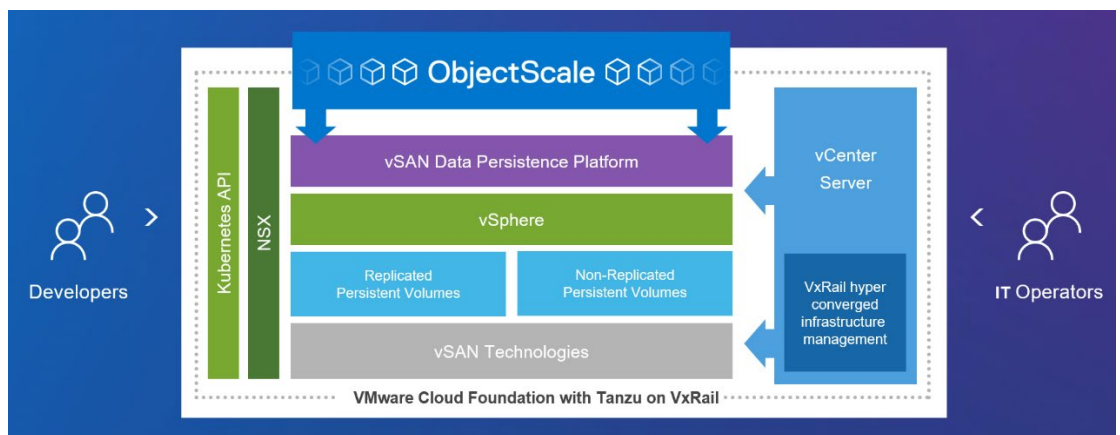 ObjectScale
Developers
Kubernetes API
NSX
vSAN Data Persistence Platform
vSphere
Replicated
Persistent Volumes
Non-Replicated
Persistent Volumes
vSAN Technologies
vCenter
Server
VxRail hyper
converged
infrastructure
management
IT Operators
VMware Cloud Foundation with Tanzu on VxRail